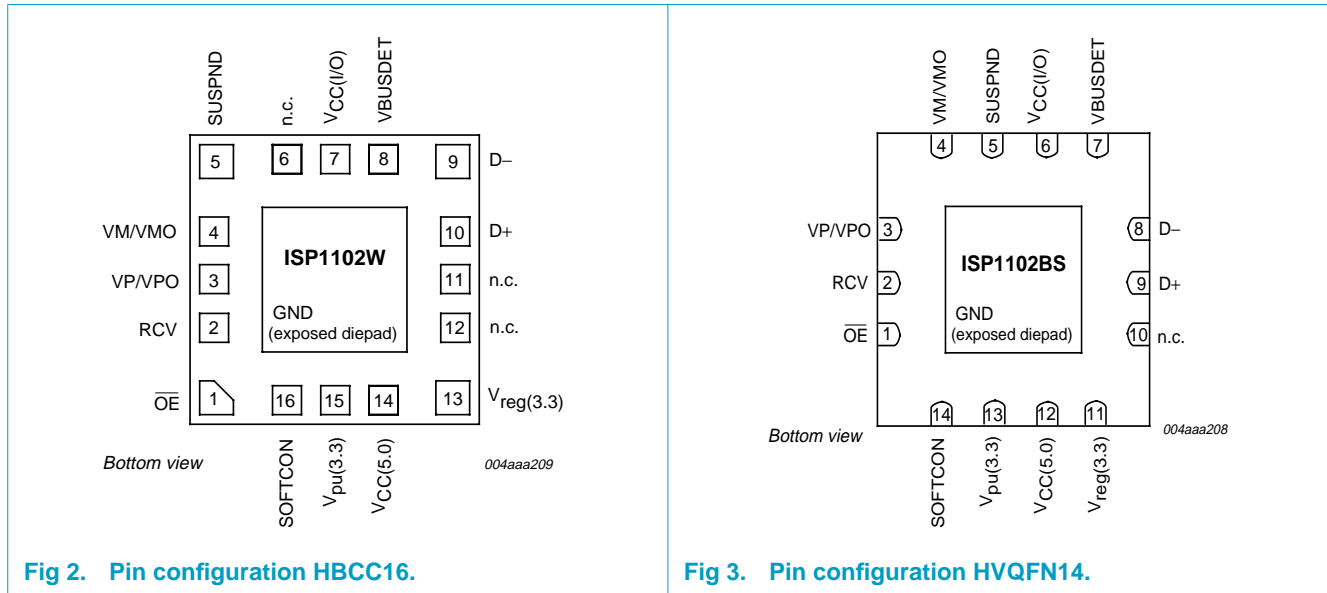 SUSPND
n.c.
VCC(I/O)
VBUSDET
5
6
7
8
9
D−
VM/VMO
4
10
D+
VP/VPO
3
11
n.c.
RCV
2
12
n.c.
ISP1102W
GND
(exposed diepad)
OE
1
16
15
14
13
Vreg(3.3)
SOFTCON
Vpu(3.3)
VCC(5.0)
Bottom view
004aaa209
Fig 2. Pin configuration HBCC16.
VM/VMO
SUSPND
VCC(I/O)
VBUSDET
4
5
6
7
VP/VPO
3
8
D−
RCV
2
9
D+
OE
1
10
n.c.
ISP1102BS
GND
(exposed diepad)
14
13
12
11
SOFTCON
Vpu(3.3)
VCC(5.0)
Vreg(3.3)
Bottom view
004aaa208
Fig 3. Pin configuration HVQFN14.